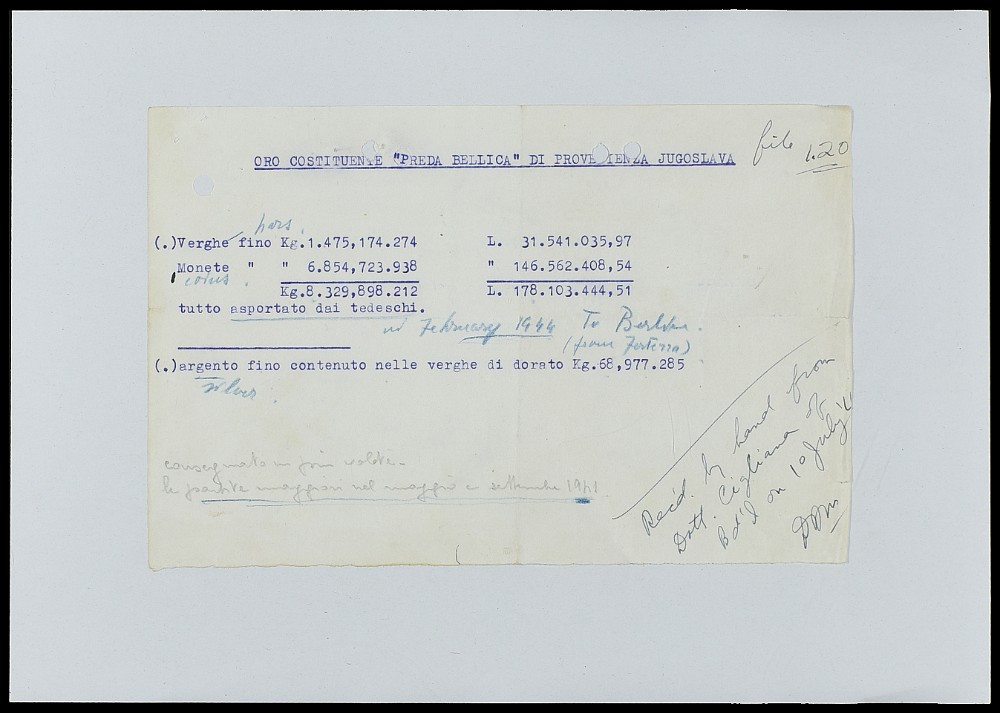 file 1.20
ORO COSTITUENTE "PREDA BELLICA" DI PROVENIENZA JUGOSLAVA
bars.
(.)Verghe fino Kg.1.475,174.274 L. 31.541.035,97
Monete " " 6.854,723.938 " 146.562.408,54
coins.
Kg.8.329,898.212 L. 178.103.444,51
tutto asportato dai tedeschi.
in February 1944 To Berlin.
(from Fortezza)
(.)argento fino contenuto nelle verghe di dorato Kg.68,977.285
silver.
consegnato in più volte
le partite maggiori nel maggio e settembre 1941
Rec'd. by hand from
Dott. Cigliana of
B d'I on 10 July